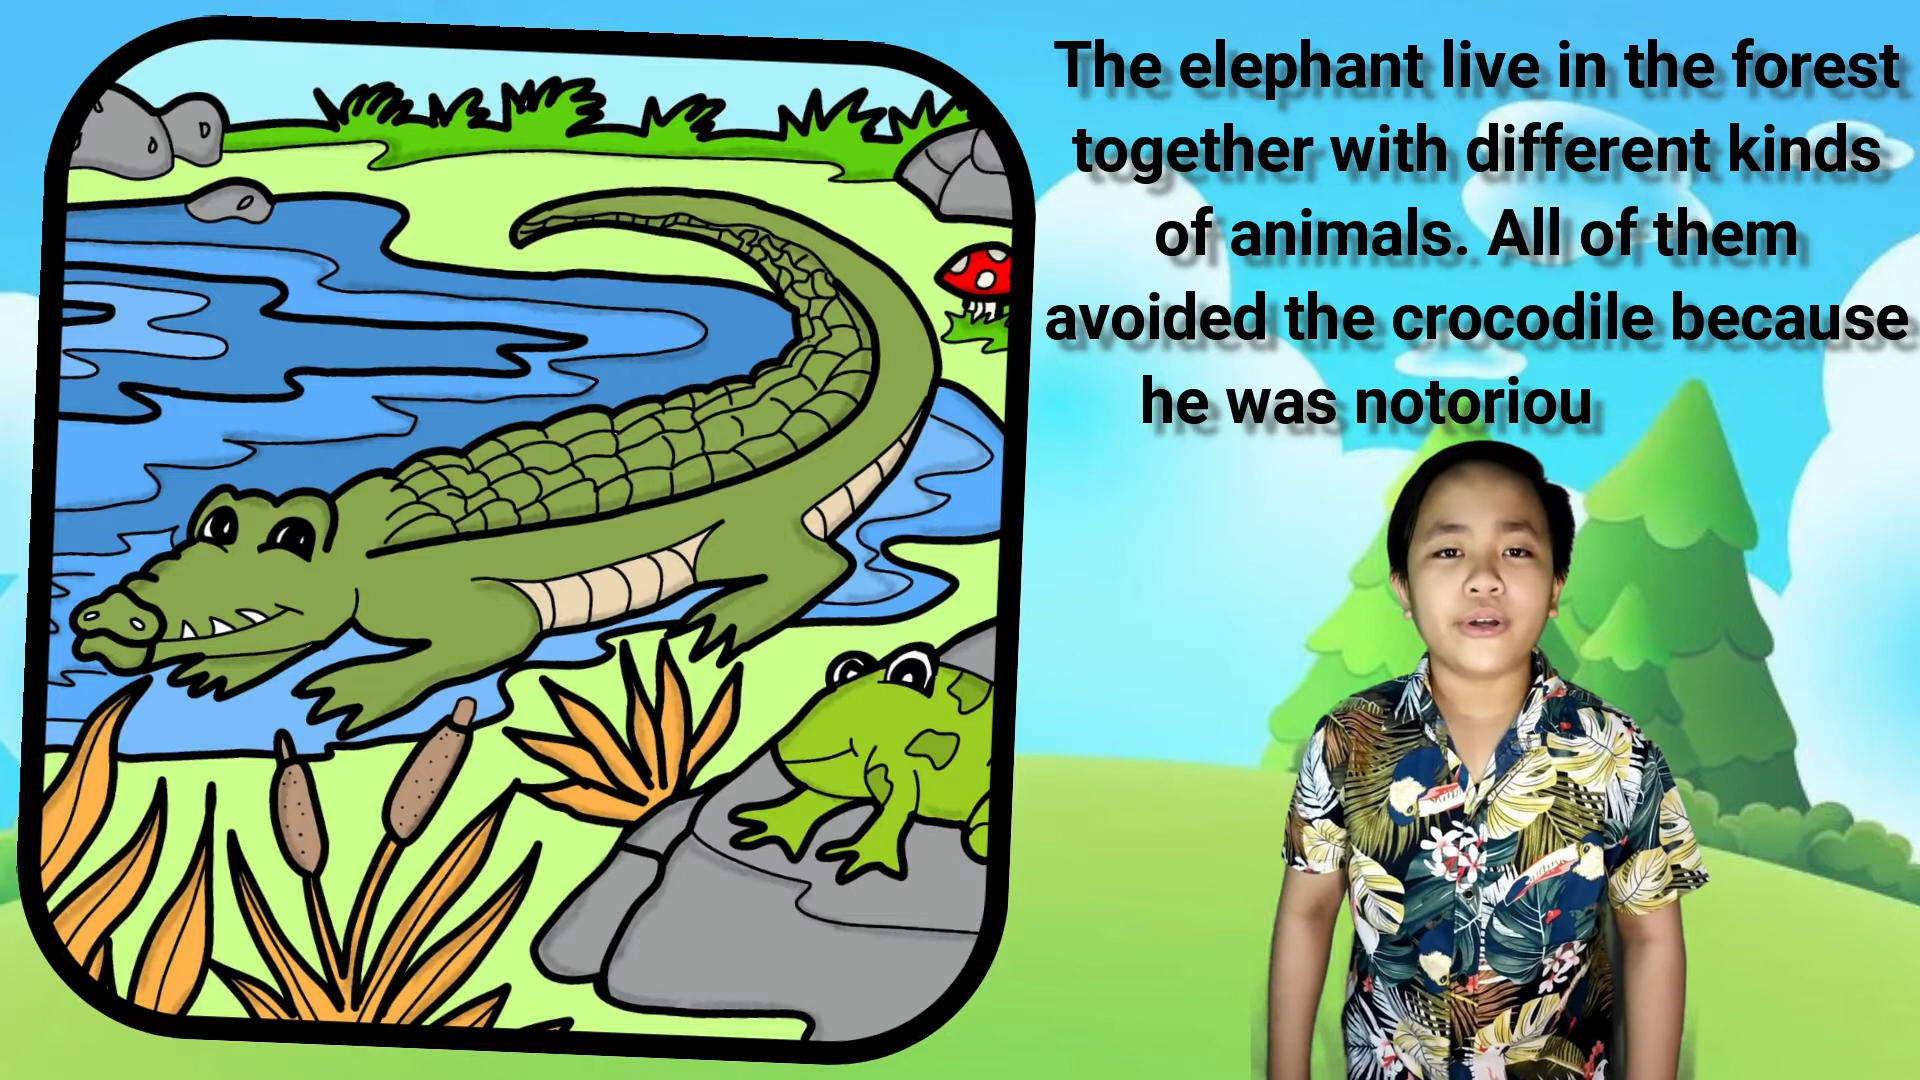 The elephant live in the forest
together with different kinds
of animals. All of them
avoided the crocodile because
he was notoriou